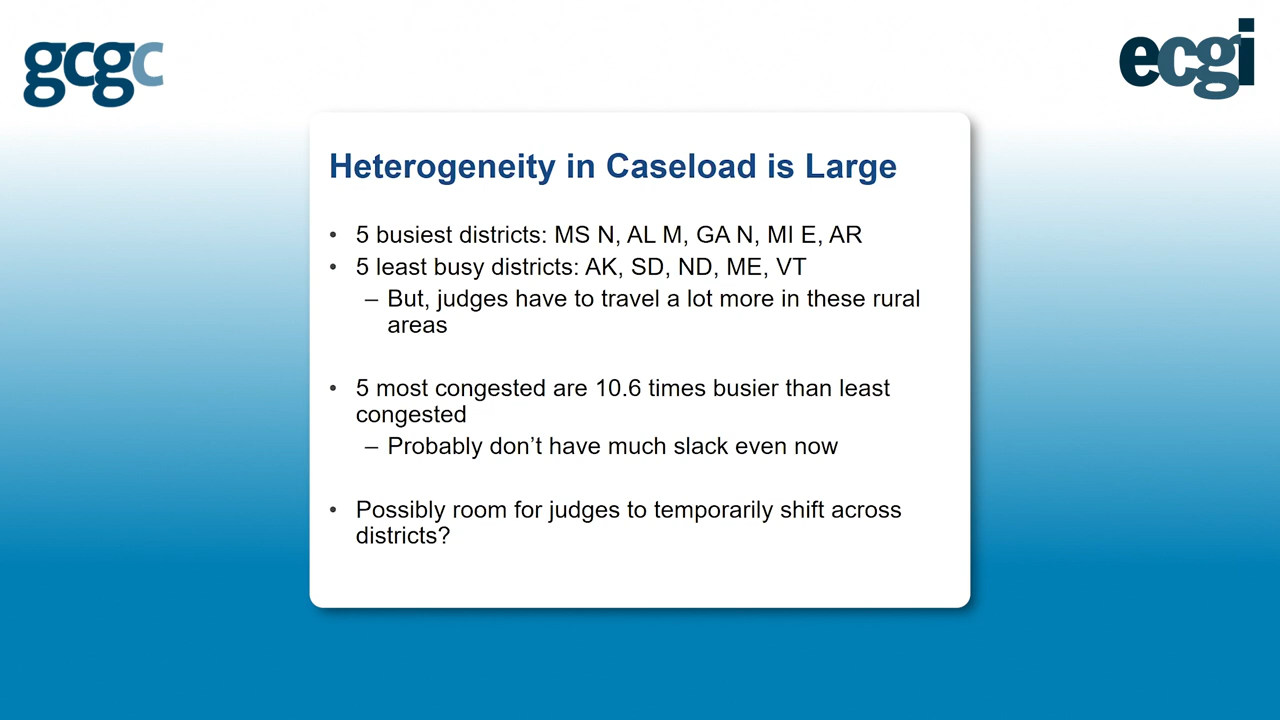 gcgc
ecgi
Heterogeneity in Caseload is Large
• 5 busiest districts: MS N, AL M, GA N, MI E, AR
• 5 least busy districts: AK, SD, ND, ME, VT
– But, judges have to travel a lot more in these rural
areas
• 5 most congested are 10.6 times busier than least
congested
– Probably don’t have much slack even now
• Possibly room for judges to temporarily shift across
districts?